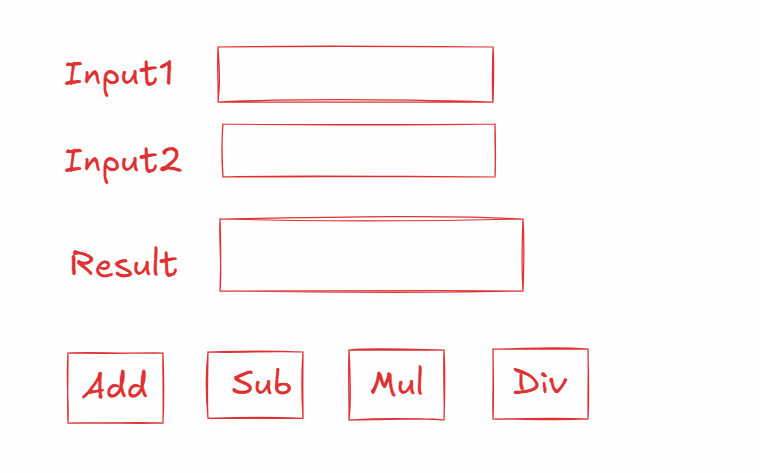 Input1
Input2
Result
Add Sub Mul Div